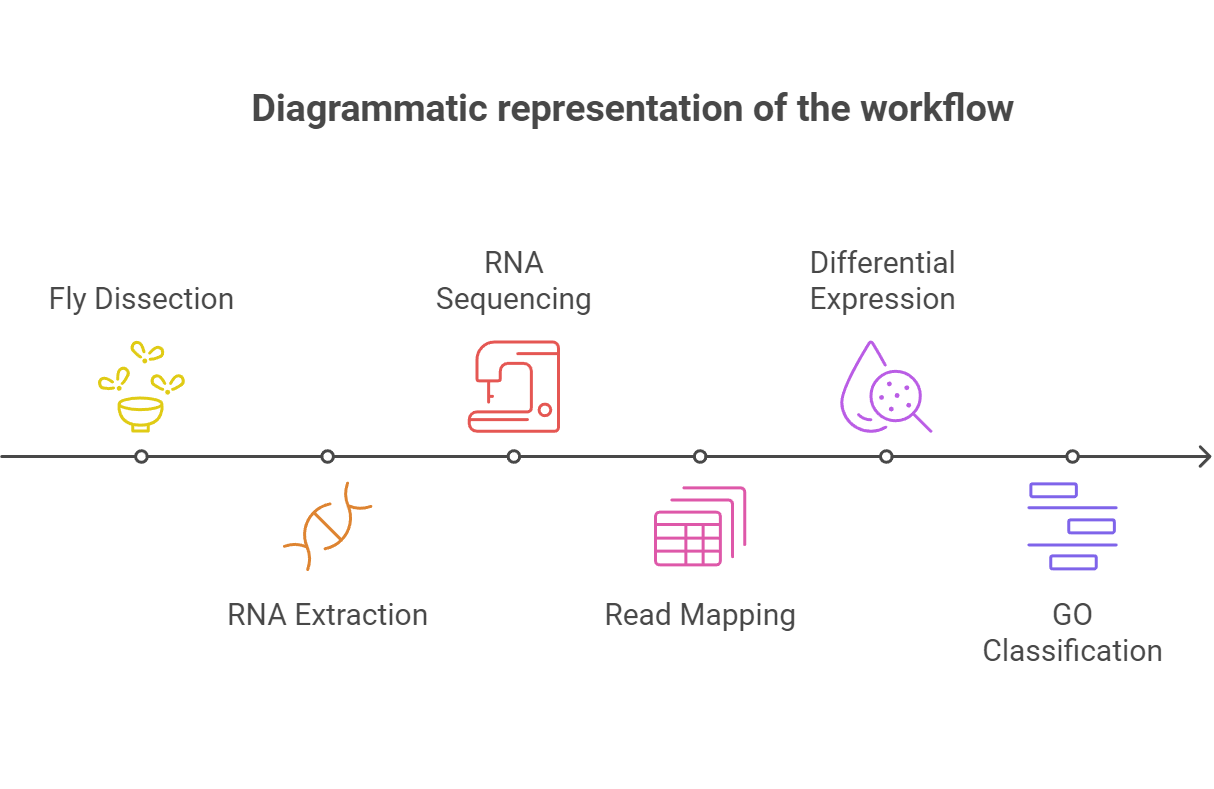 Diagrammatic representation of the workflow
Fly Dissection
RNA Extraction
RNA
Sequencing
Read Mapping
Differential
Expression
GO
Classification